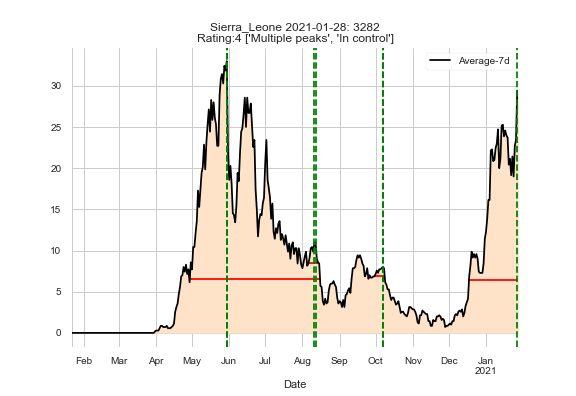 Sierra_Leone 2021-01-28: 3282
Rating:4 ['Multiple peaks', 'In control']
Average-7d
30
25
20
15
10
5
0
Feb Mar Apr May Jun Jul Aug Sep Oct Nov Dec Jan
2021
Date